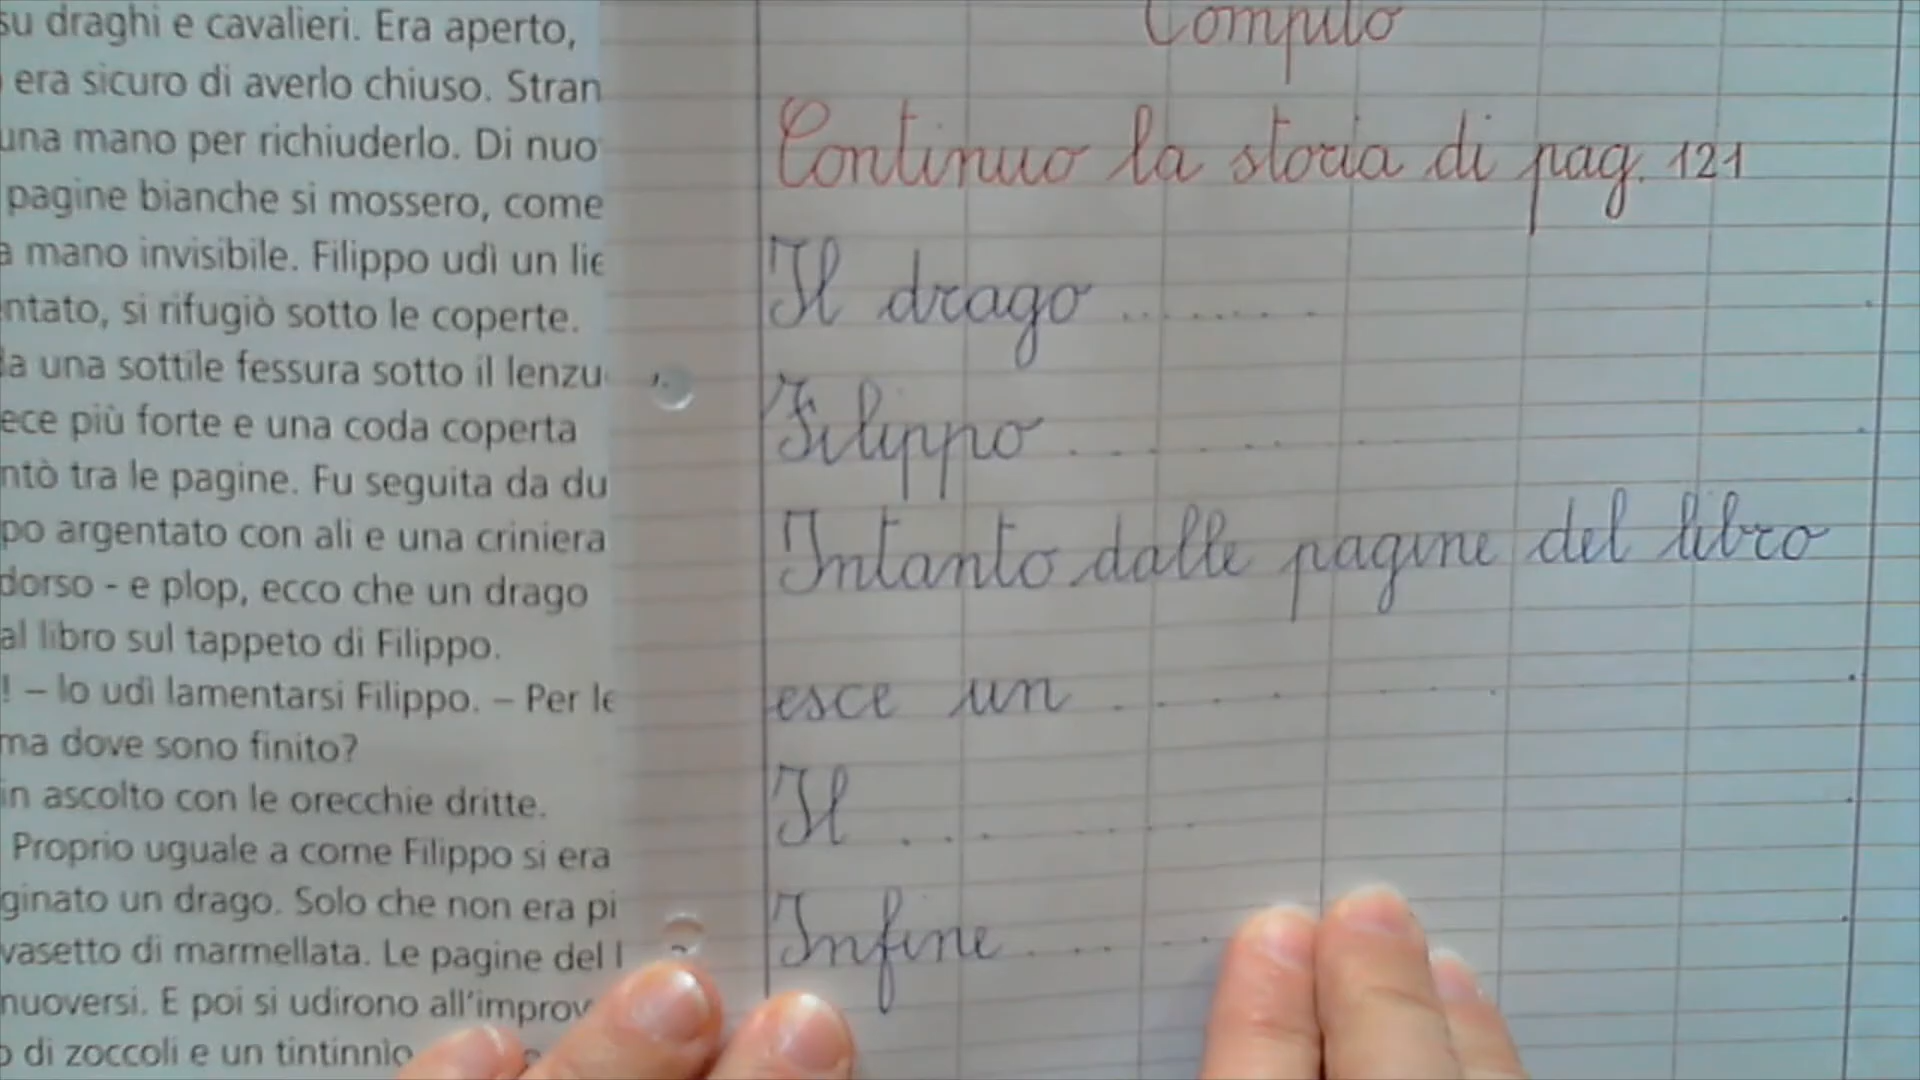 su draghi e cavalieri. Era aperto,
era sicuro di averlo chiuso. Stran
una mano per richiuderlo. Di nuo
pagine bianche si mossero, come
a mano invisibile. Filippo udì un lie
ntato, si rifugiò sotto le coperte.
da una sottile fessura sotto il lenzu
ece più forte e una coda coperta
ntò tra le pagine. Fu seguita da du
po argentato con ali e una criniera
dorso - e plop, ecco che un drago
al libro sul tappeto di Filippo.
! – lo udì lamentarsi Filippo. – Per le
ma dove sono finito?
in ascolto con le orecchie dritte.
Proprio uguale a come Filippo si era
ginato un drago. Solo che non era pi
vasetto di marmellata. Le pagine del l
nuoversi. E poi si udirono all'improv
o di zoccoli e un tintinnio
Compito
Continuo la storia di pag. 121
Il drago ........
Filippo ........
Intanto dalle pagine del libro
esce un ........
Il ........
Infine ......